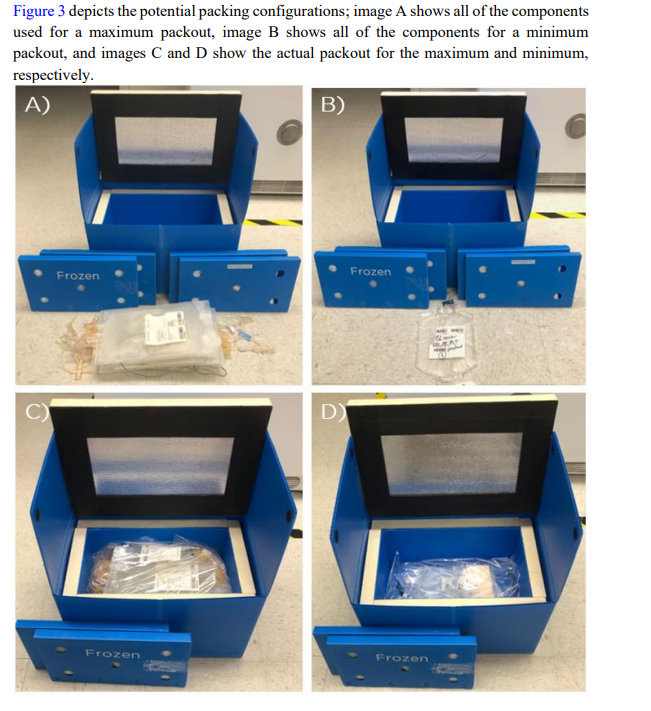 Figure 3 depicts the potential packing configurations; image A shows all of the components
used for a maximum packout, image B shows all of the components for a minimum
packout, and images C and D show the actual packout for the maximum and minimum,
respectively.
A)
B)
Frozen
Frozen
C)
D)
Frozen
Frozen